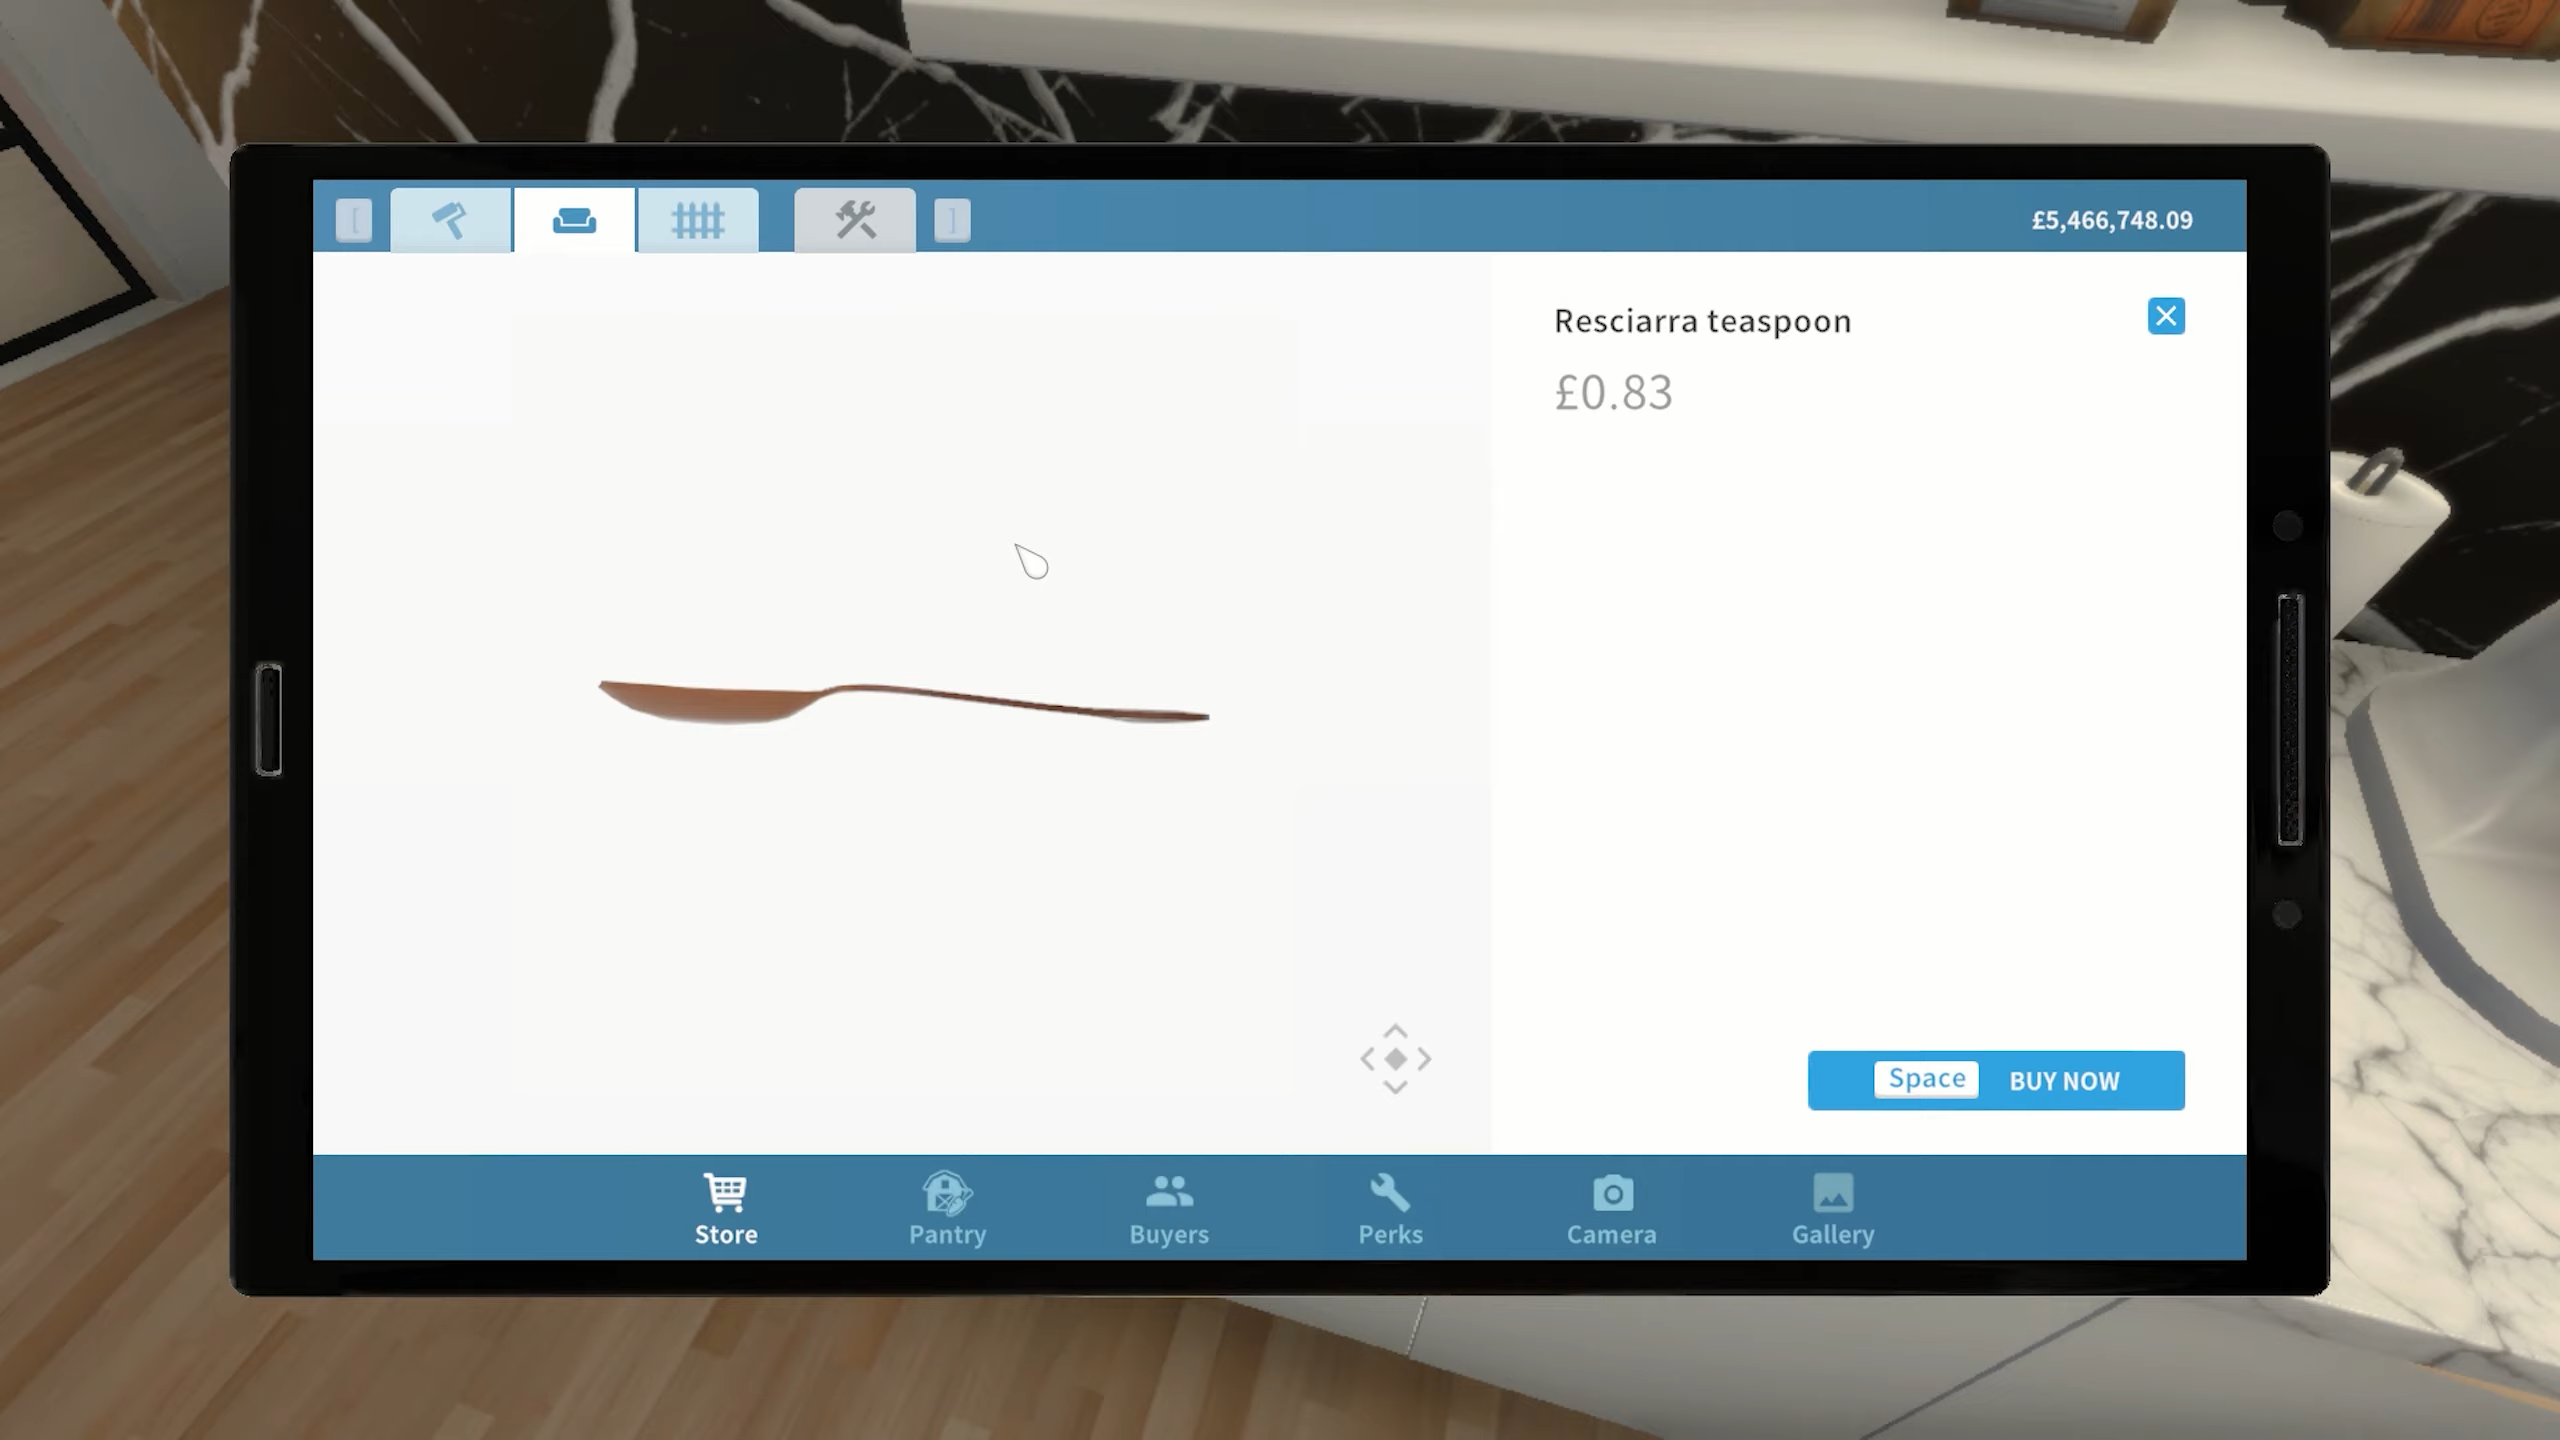 [
]
£5,466,748.09
Resciarra teaspoon
£0.83
Space BUY NOW
Store
Pantry
Buyers
Perks
Camera
Gallery